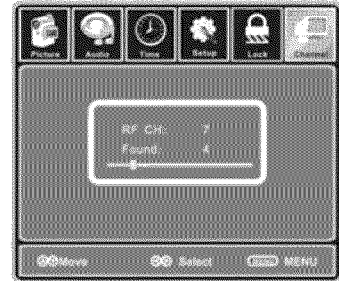 Picture Audio Time Setup Lock Channel
RF CH: 7
Found: 4
Move Select MENU